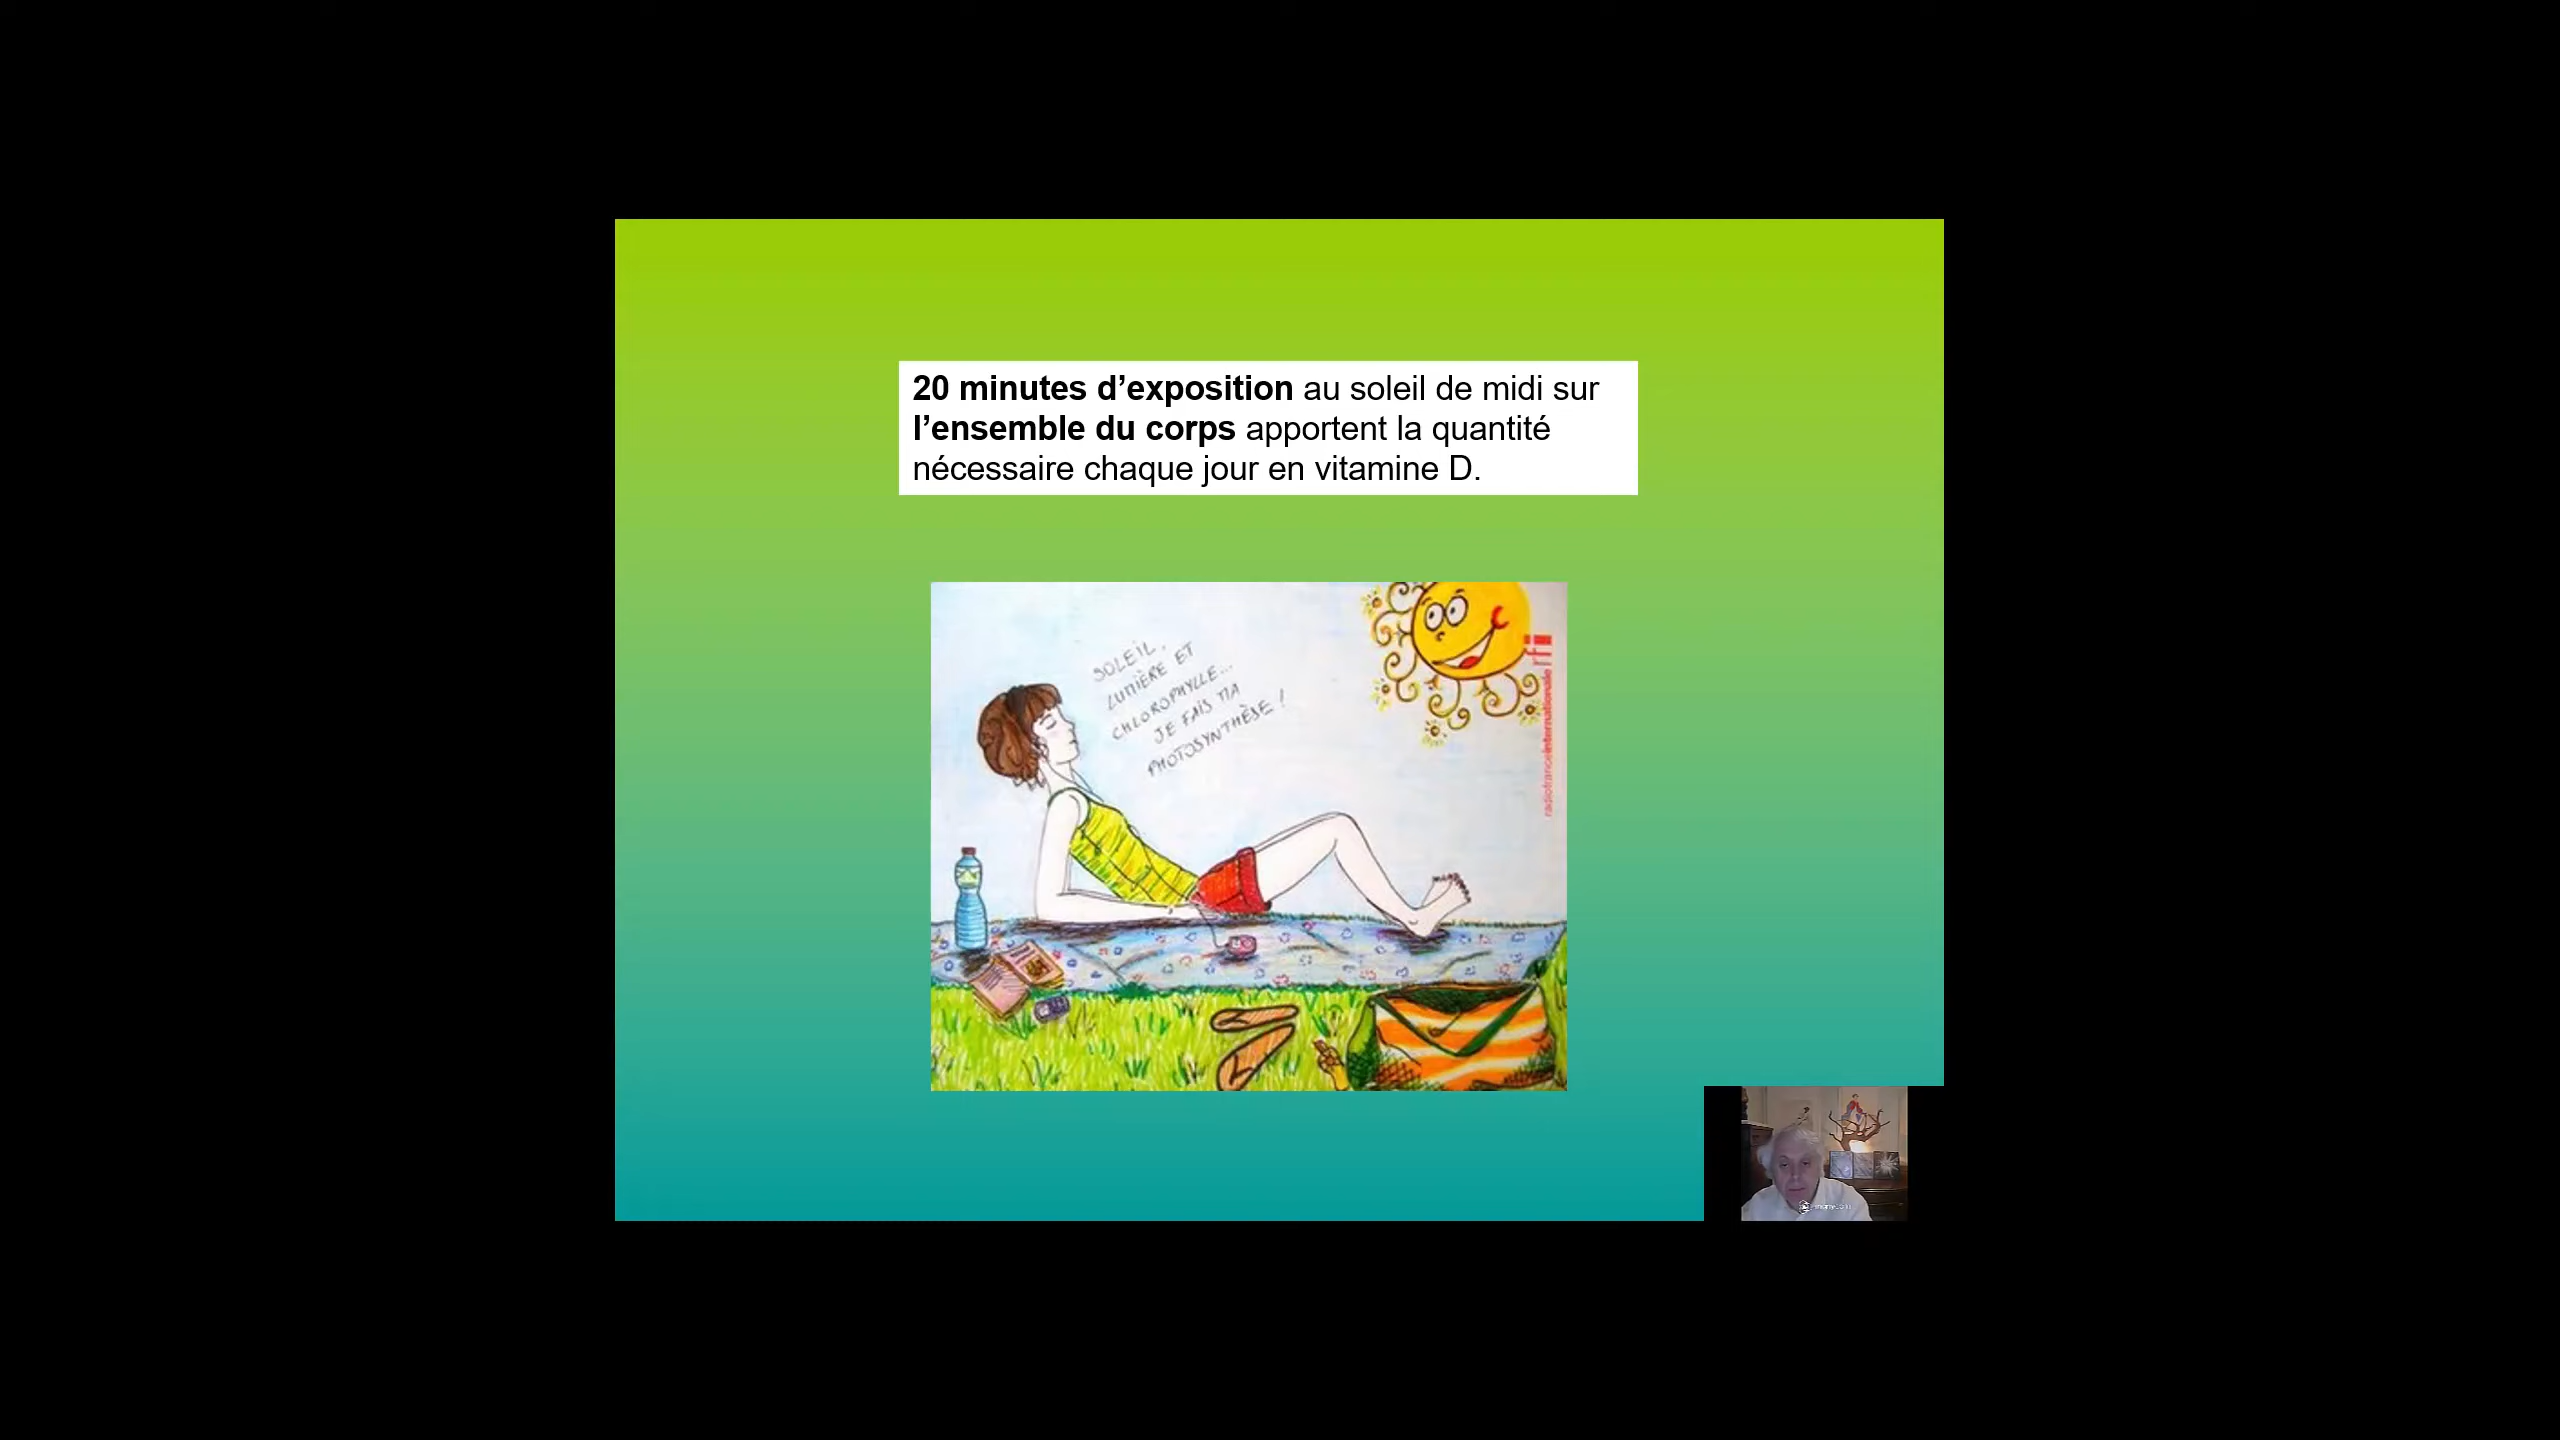 20 minutes d’exposition au soleil de midi sur
l’ensemble du corps apportent la quantité
nécessaire chaque jour en vitamine D.
SOLEIL,
LUMIÈRE ET
CHLOROPHYLLE...
JE FAIS MA
PHOTOSYNTHÈSE !
rfi
radiofranceinternationale